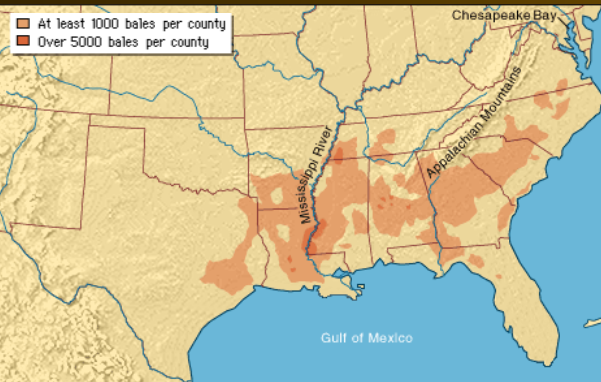 At least 1000 bales per county
Over 5000 bales per county
Chesapeake Bay
Appalachian Mountains
Mississippi River
Gulf of Mexico